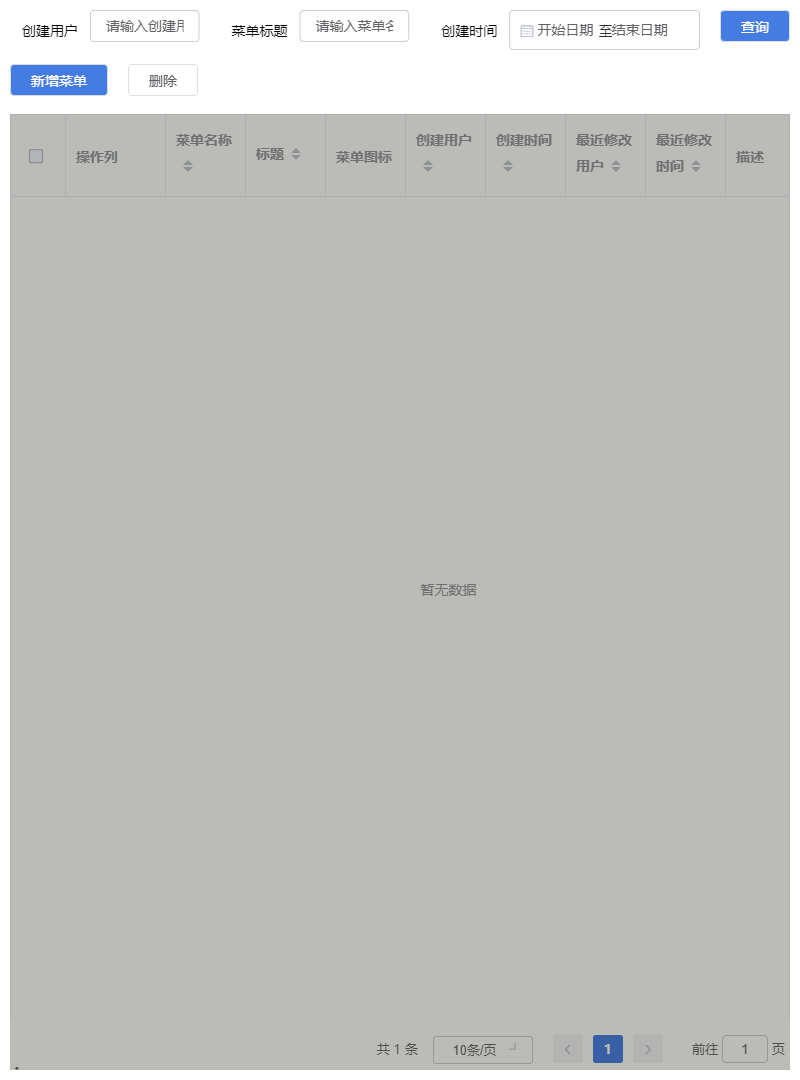 创建用户 请输入创建用 菜单标题 请输入菜单名 创建时间 开始日期 至结束日期 查询
新增菜单 删除
操作列 菜单名称 标题 菜单图标 创建用户 创建时间 最近修改用户 最近修改时间 描述
暂无数据
共 1 条 10条/页 1 前往 1 页